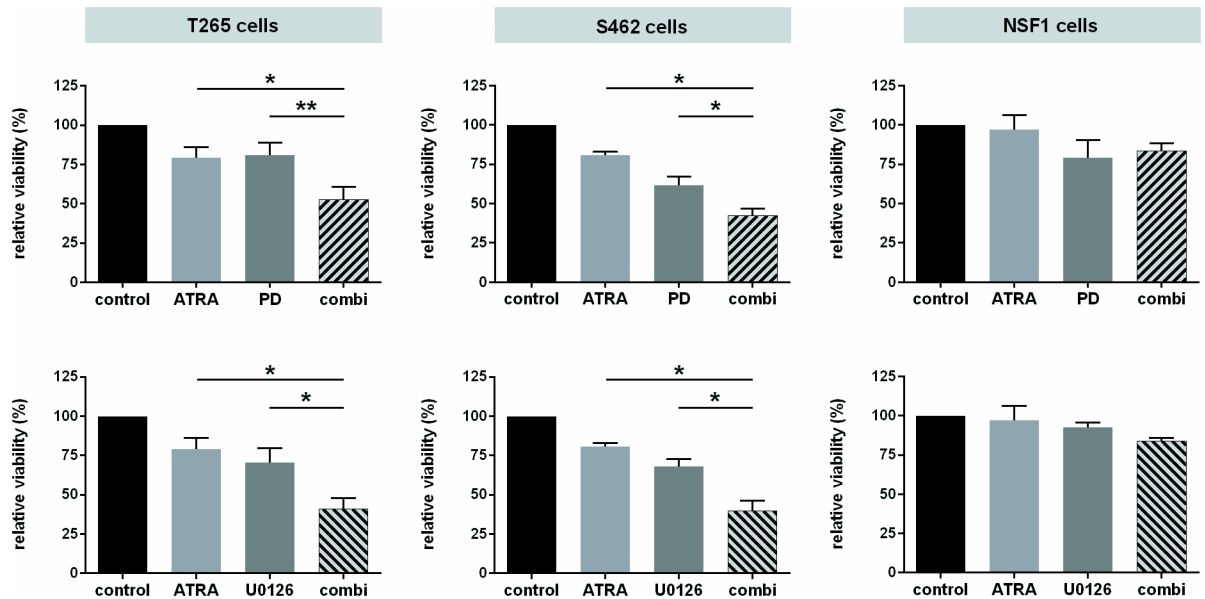 T265 cells
S462 cells
NSF1 cells
relative viability (%)
125
100
75
50
25
0
*
**
control ATRA PD combi
relative viability (%)
125
100
75
50
25
0
*
*
control ATRA PD combi
relative viability (%)
125
100
75
50
25
0
control ATRA PD combi
relative viability (%)
125
100
75
50
25
0
*
*
control ATRA U0126 combi
relative viability (%)
125
100
75
50
25
0
*
*
control ATRA U0126 combi
relative viability (%)
125
100
75
50
25
0
control ATRA U0126 combi